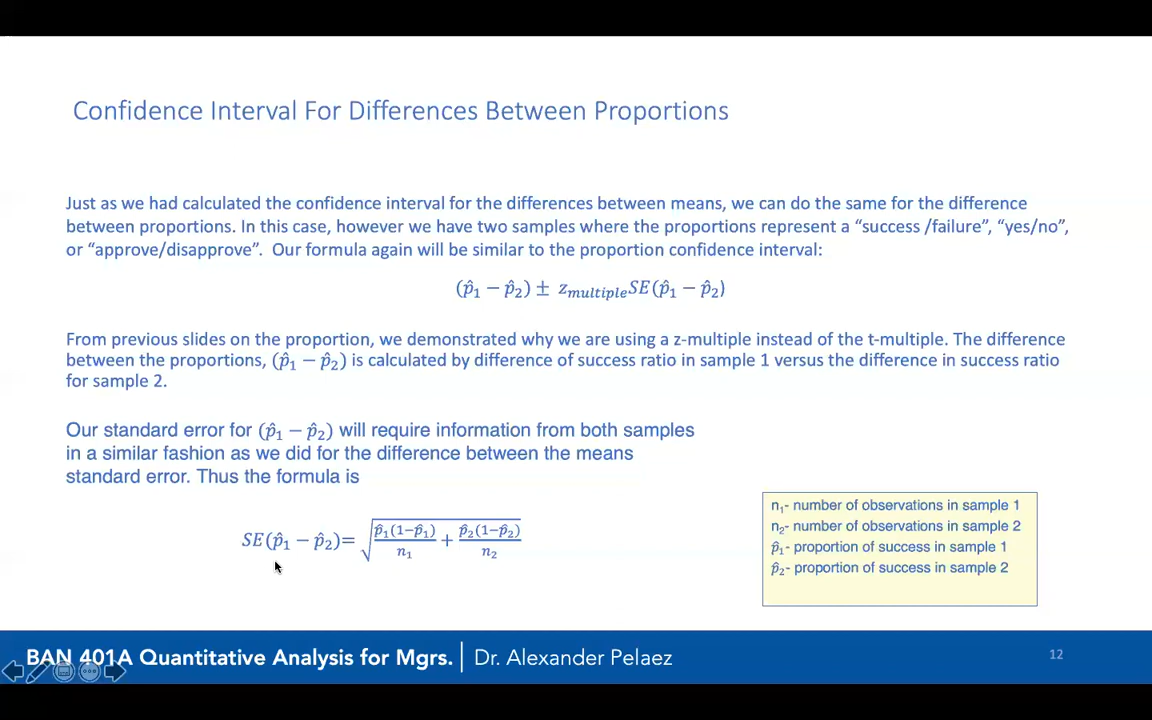 Confidence Interval For Differences Between Proportions
Just as we had calculated the confidence interval for the differences between means, we can do the same for the difference
between proportions. In this case, however we have two samples where the proportions represent a “success /failure”, “yes/no”,
or “approve/disapprove”. Our formula again will be similar to the proportion confidence interval:
(p̂₁ − p̂₂) ± z_multiple SE(p̂₁ − p̂₂)
From previous slides on the proportion, we demonstrated why we are using a z-multiple instead of the t-multiple. The difference
between the proportions, (p̂₁ − p̂₂) is calculated by difference of success ratio in sample 1 versus the difference in success ratio
for sample 2.
Our standard error for (p̂₁ − p̂₂) will require information from both samples
in a similar fashion as we did for the difference between the means
standard error. Thus the formula is
SE(p̂₁ − p̂₂)= √(p̂₁(1−p̂₁)/n₁ + p̂₂(1−p̂₂)/n₂)
n₁- number of observations in sample 1
n₂- number of observations in sample 2
p̂₁- proportion of success in sample 1
p̂₂- proportion of success in sample 2
BAN 401A Quantitative Analysis for Mgrs. | Dr. Alexander Pelaez
12